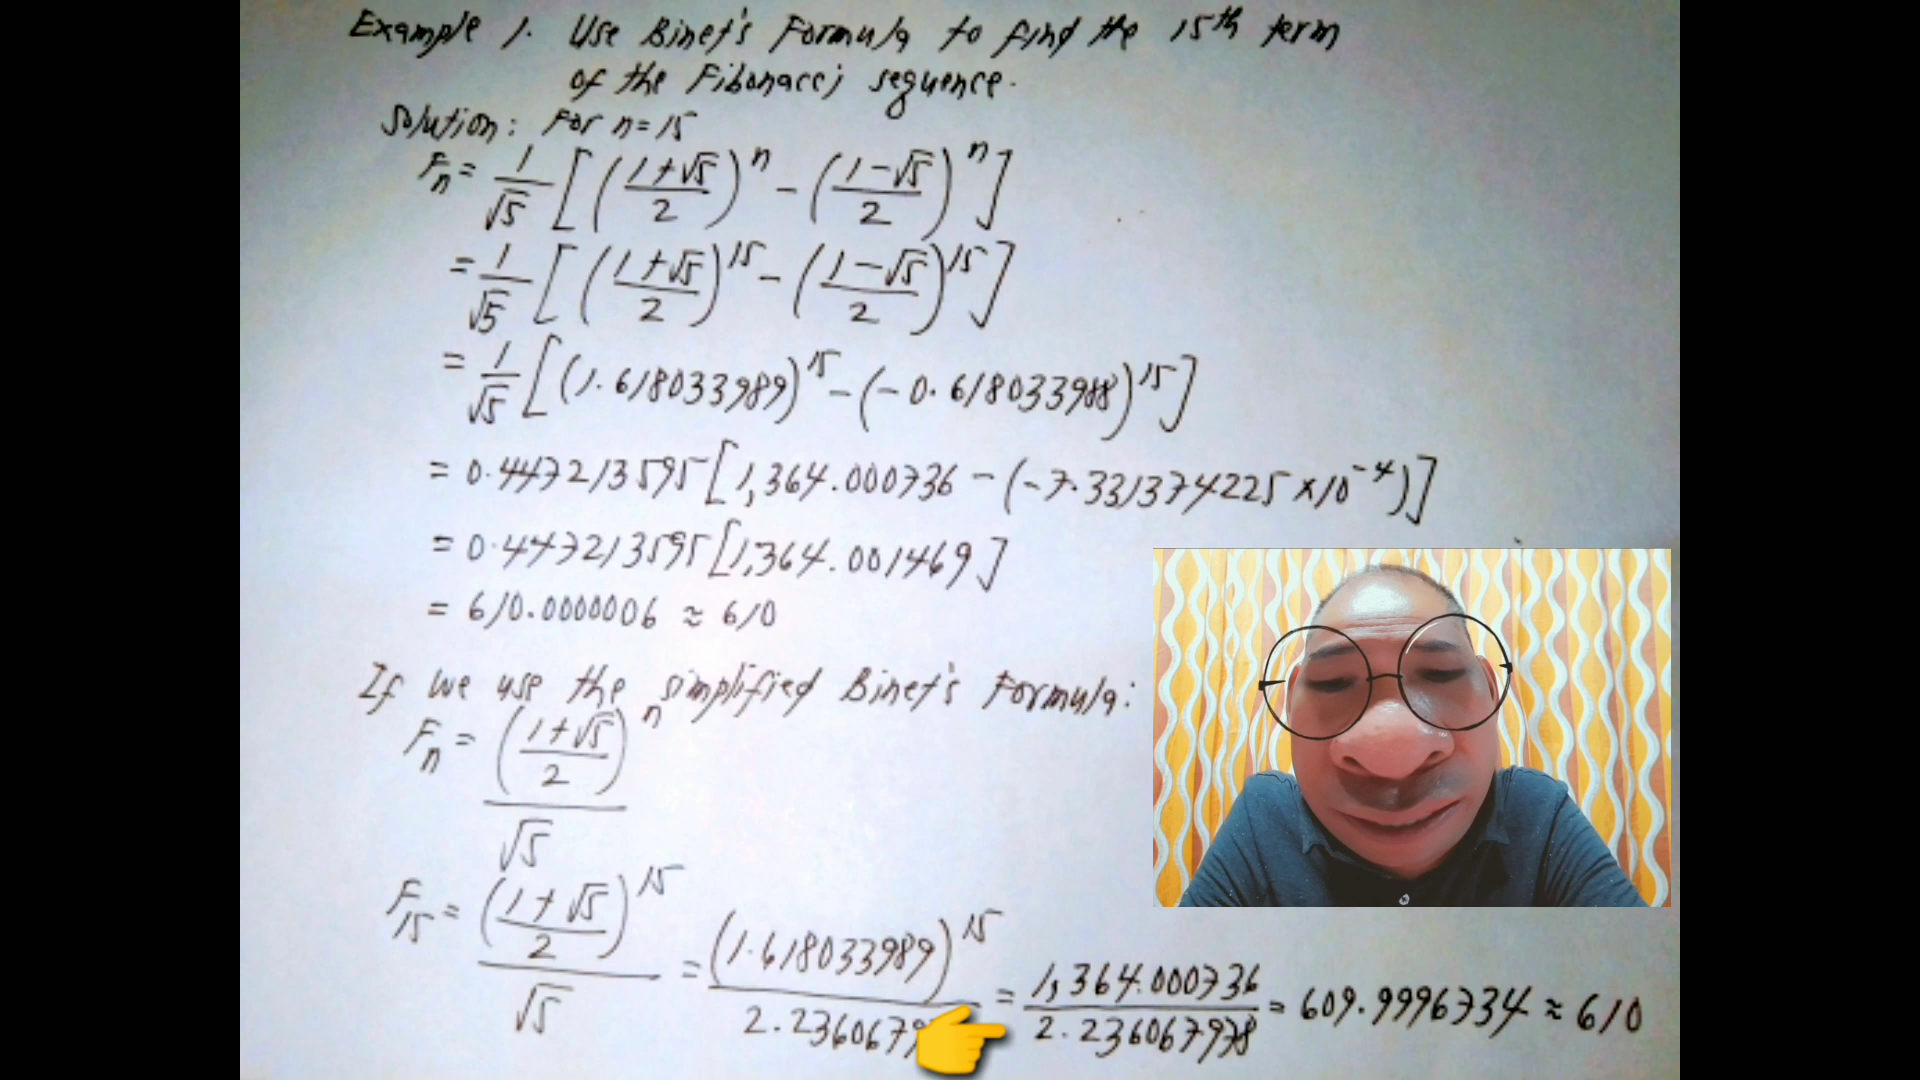 Example 1. Use Binet's Formula to find the 15th term
of the Fibonacci sequence.
Solution: For n=15
Fn = 1/√5 [((1+√5)/2)^n - ((1-√5)/2)^n]
= 1/√5 [((1+√5)/2)^15 - ((1-√5)/2)^15]
= 1/√5 [(1.618033989)^15 - (-0.618033988)^15]
= 0.447213595[1,364.000736 - (-7.331374225 x10^-4)]
= 0.447213595[1,364.001469]
= 610.0000006 ≈ 610
If we use the simplified Binet's Formula:
Fn = ((1+√5)/2)^n / √5
F15 = ((1+√5)/2)^15 / √5 = (1.618033989)^15 / 2.2360679 = 1,364.000736 / 2.236067978 = 609.9996734 ≈ 610